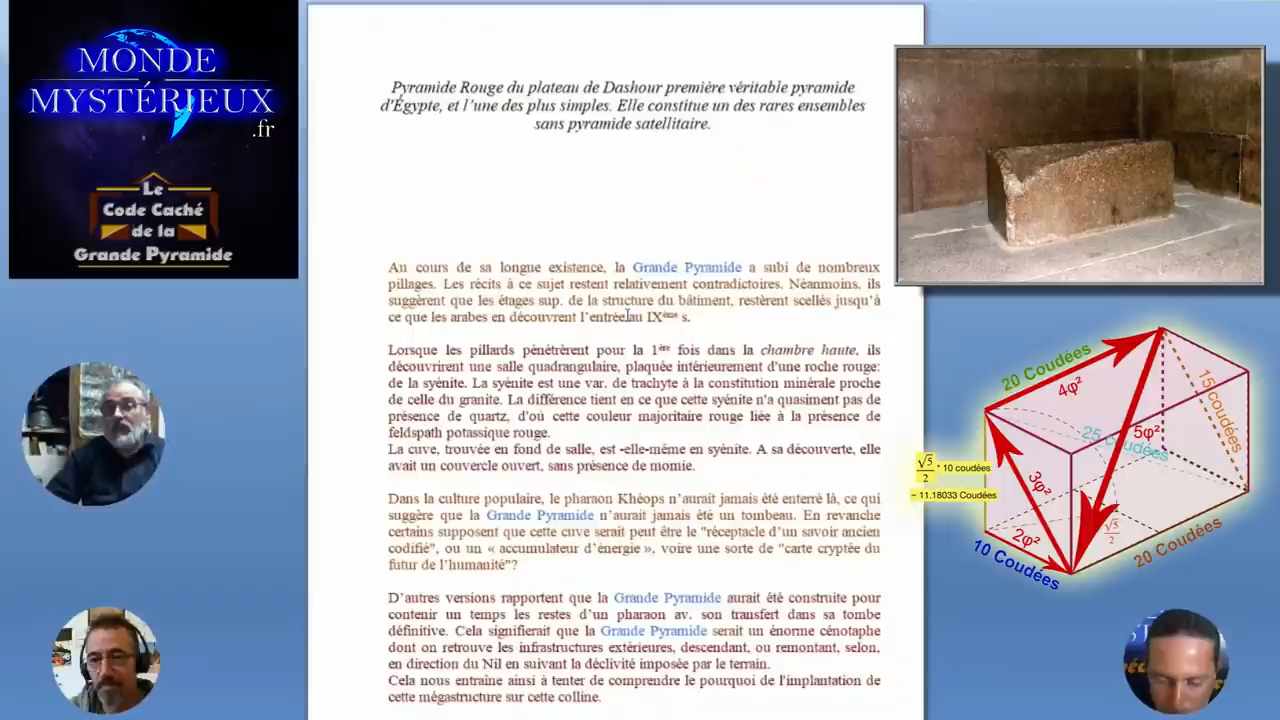 MONDE
MYSTÉRIEUX
.fr
Le
Code Caché
de la
Grande Pyramide
Pyramide Rouge du plateau de Dashour première véritable pyramide
d'Égypte, et l'une des plus simples. Elle constitue un des rares ensembles
sans pyramide satellitaire.
Au cours de sa longue existence, la Grande Pyramide a subi de nombreux
pillages. Les récits à ce sujet restent relativement contradictoires. Néanmoins, ils
suggèrent que les étages sup. de la structure du bâtiment, restèrent scellés jusqu'à
ce que les arabes en découvrent l'entrée au IXème s.
Lorsque les pillards pénétrèrent pour la 1ère fois dans la chambre haute, ils
découvrirent une salle quadrangulaire, plaquée intérieurement d'une roche rouge:
de la syénite. La syénite est une var. de trachyte à la constitution minérale proche
de celle du granite. La différence tient en ce que cette syénite n'a quasiment pas de
présence de quartz, d'où cette couleur majoritaire rouge liée à la présence de
feldspath potassique rouge.
La cuve, trouvée en fond de salle, est -elle-même en syénite. A sa découverte, elle
avait un couvercle ouvert, sans présence de momie.
Dans la culture populaire, le pharaon Khéops n'aurait jamais été enterré là, ce qui
suggère que la Grande Pyramide n'aurait jamais été un tombeau. En revanche
certains supposent que cette cuve serait peut être le "réceptacle d'un savoir ancien
codifié", ou un « accumulateur d'énergie », voire une sorte de "carte cryptée du
futur de l'humanité"?
D'autres versions rapportent que la Grande Pyramide aurait été construite pour
contenir un temps les restes d'un pharaon av. son transfert dans sa tombe
définitive. Cela signifierait que la Grande Pyramide serait un énorme cénotaphe
dont on retrouve les infrastructures extérieures, descendant, ou remontant, selon,
en direction du Nil en suivant la déclivité imposée par le terrain.
Cela nous entraîne ainsi à tenter de comprendre le pourquoi de l'implantation de
cette mégastructure sur cette colline.
20 Coudées
4φ²
15 coudées
5φ²
25 coudées
√5/2 * 10 coudées
~ 11.18033 Coudées
3φ²
√5/2
2φ²
10 Coudées
20 Coudées